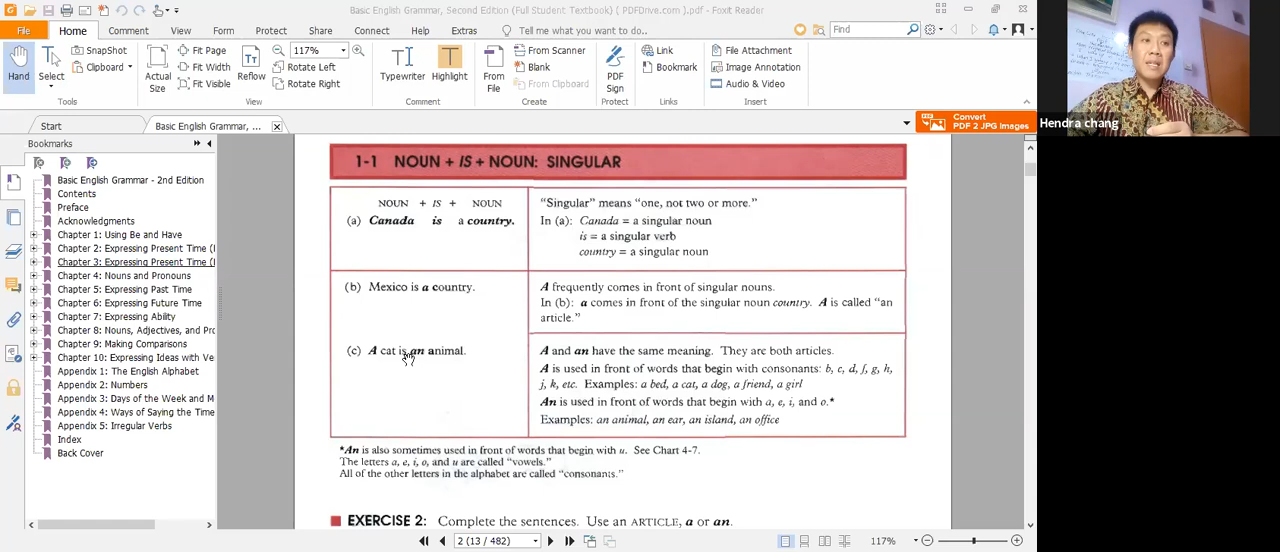 Basic English Grammar, Second Edition (Full Student Textbook) ( PDFDrive.com ).pdf - Foxit Reader
File Home Comment View Form Protect Share Connect Help Extras Tell me what you want to do.. Find
Hand
Select
SnapShot
Clipboard
Actual Size
Fit Page
Fit Width
Fit Visible
Reflow
117%
Rotate Left
Rotate Right
Typewriter
Highlight
From File
From Scanner
Blank
From Clipboard
PDF Sign
Link
Bookmark
File Attachment
Image Annotation
Audio & Video
Tools View Comment Create Protect Links Insert
Start
Basic English Grammar, ...
Convert
PDF 2 JPG Images
Hendra chang
Bookmarks
Basic English Grammar - 2nd Edition
Contents
Preface
Acknowledgments
Chapter 1: Using Be and Have
Chapter 2: Expressing Present Time (
Chapter 3: Expressing Present Time (
Chapter 4: Nouns and Pronouns
Chapter 5: Expressing Past Time
Chapter 6: Expressing Future Time
Chapter 7: Expressing Ability
Chapter 8: Nouns, Adjectives, and Pro
Chapter 9: Making Comparisons
Chapter 10: Expressing Ideas with Ve
Appendix 1: The English Alphabet
Appendix 2: Numbers
Appendix 3: Days of the Week and M
Appendix 4: Ways of Saying the Time
Appendix 5: Irregular Verbs
Index
Back Cover
1-1 NOUN + IS + NOUN: SINGULAR
NOUN + IS + NOUN
(a) Canada is a country.
"Singular" means "one, not two or more."
In (a): Canada = a singular noun
is = a singular verb
country = a singular noun
(b) Mexico is a country.
A frequently comes in front of singular nouns.
In (b): a comes in front of the singular noun country. A is called "an
article."
(c) A cat is an animal.
A and an have the same meaning. They are both articles.
A is used in front of words that begin with consonants: b, c, d, f, g, h,
j, k, etc. Examples: a bed, a cat, a dog, a friend, a girl
An is used in front of words that begin with a, e, i, and o.*
Examples: an animal, an ear, an island, an office
*An is also sometimes used in front of words that begin with u. See Chart 4-7.
The letters a, e, i, o, and u are called "vowels."
All of the other letters in the alphabet are called "consonants."
EXERCISE 2: Complete the sentences. Use an ARTICLE, a or an.
2 (13 / 482)
117%